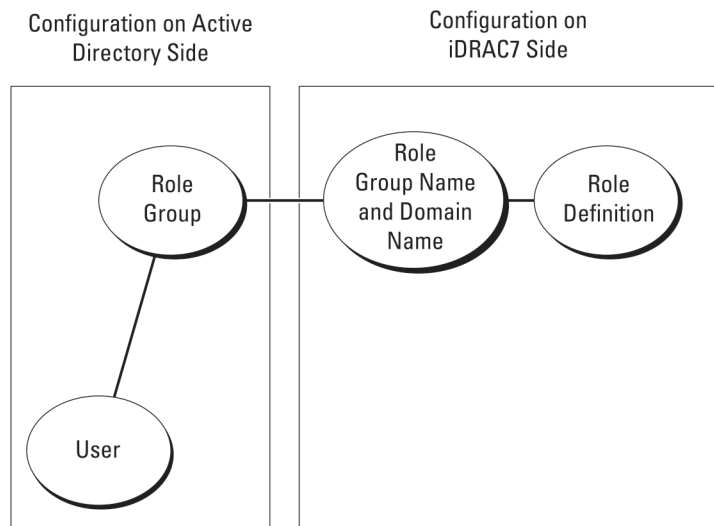 Configuration on Active
Directory Side
Configuration on
iDRAC7 Side
Role
Group
Role
Group Name
and Domain
Name
Role
Definition
User